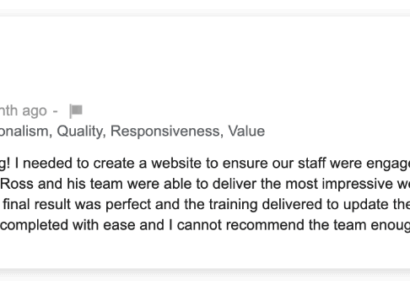 nth ago -
onalism, Quality, Responsiveness, Value
g! I needed to create a website to ensure our staff were engage
Ross and his team were able to deliver the most impressive we
final result was perfect and the training delivered to update the
completed with ease and I cannot recommend the team enoug